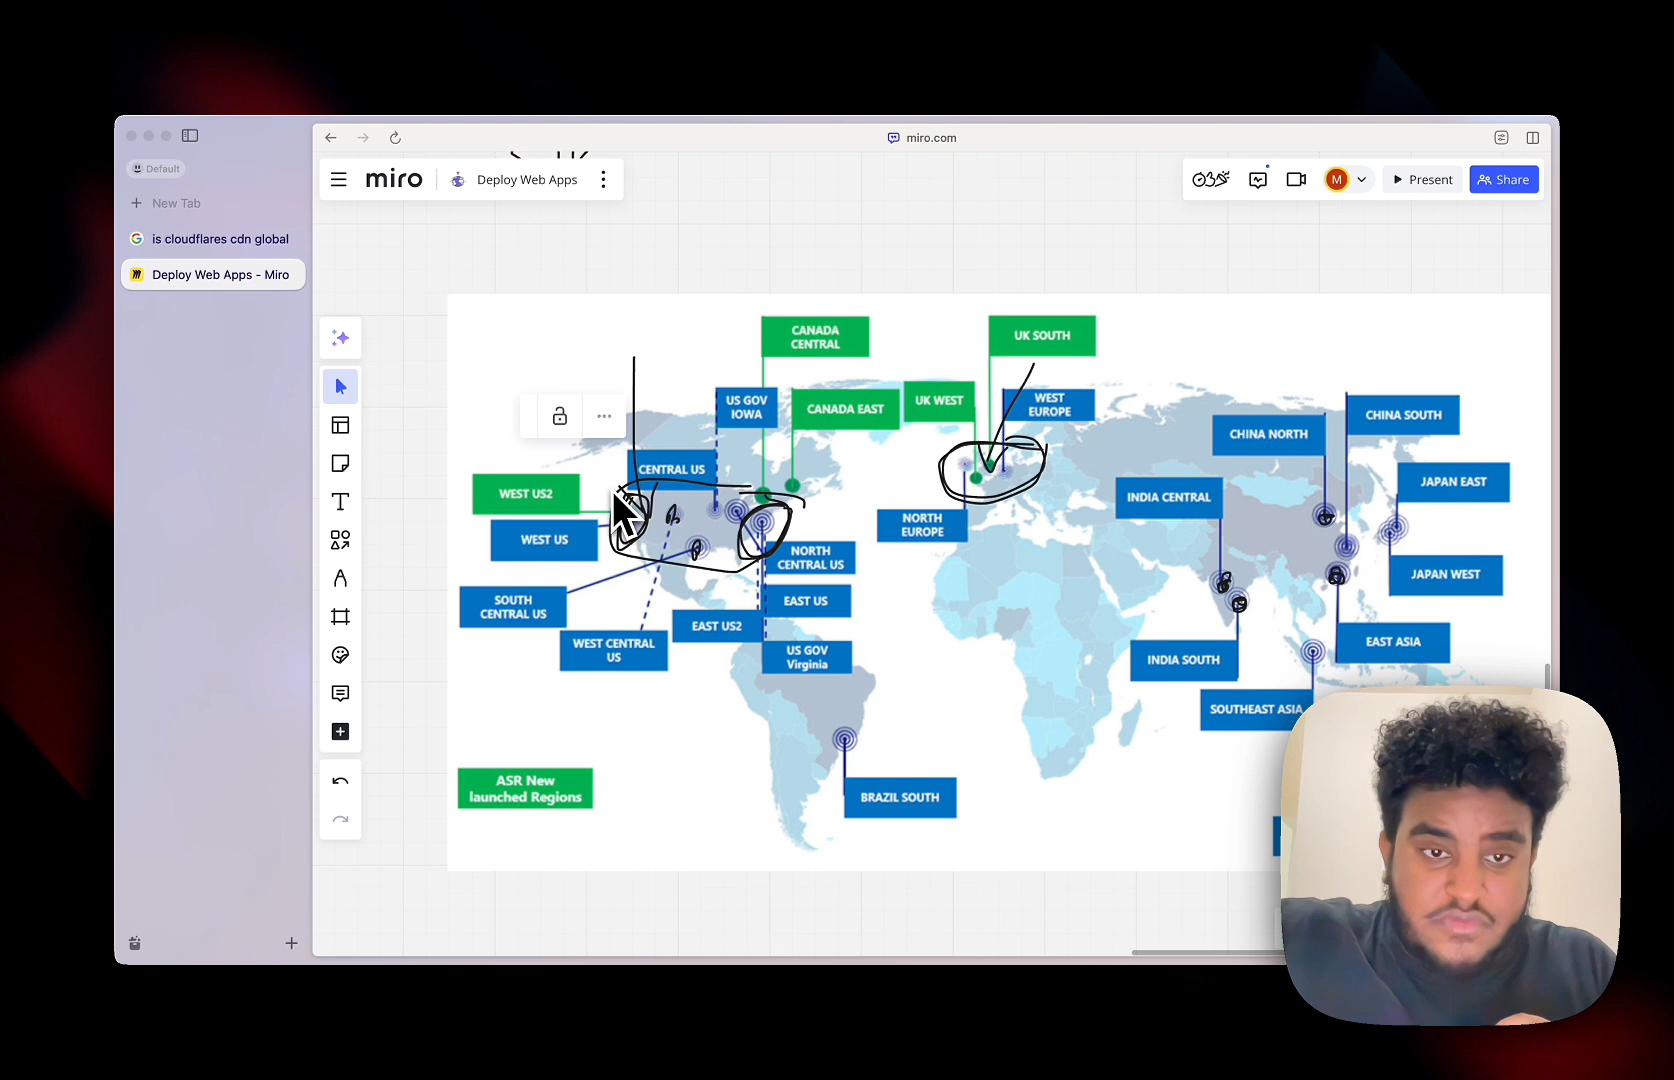 miro.com
Default
New Tab
is cloudflares cdn global
Deploy Web Apps - Miro
miro
Deploy Web Apps
M
Present
Share
CANADA
CENTRAL
UK SOUTH
US GOV
IOWA
CANADA EAST
UK WEST
WEST
EUROPE
CHINA SOUTH
CHINA NORTH
CENTRAL US
WEST US2
JAPAN EAST
INDIA CENTRAL
NORTH
EUROPE
WEST US
NORTH
CENTRAL US
JAPAN WEST
SOUTH
CENTRAL US
EAST US
EAST US2
WEST CENTRAL
US
US GOV
Virginia
EAST ASIA
INDIA SOUTH
SOUTHEAST ASIA
ASR New
launched Regions
BRAZIL SOUTH